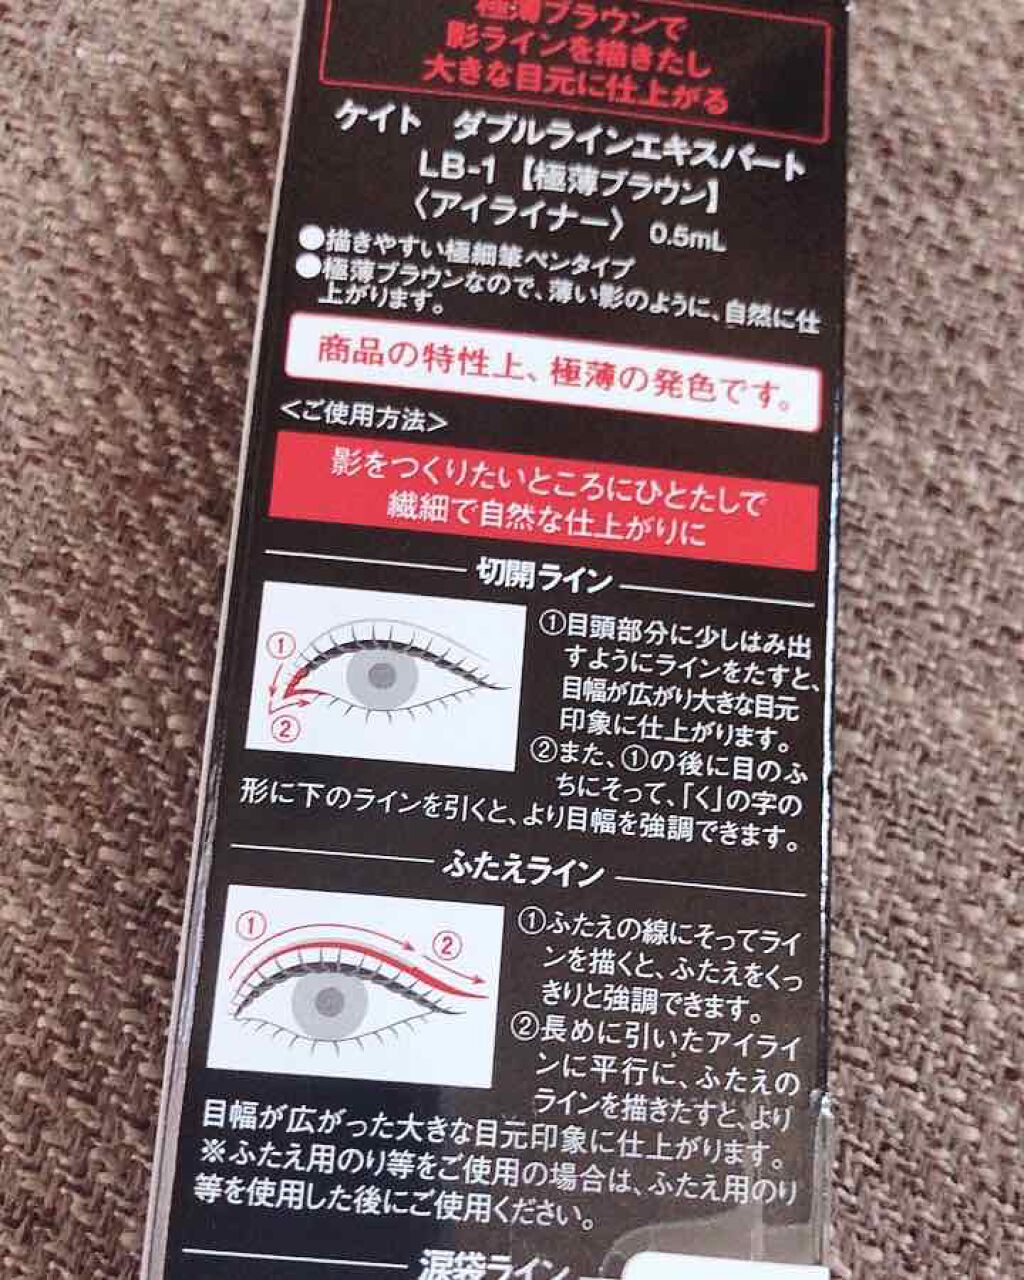 極薄ブラウンで
影ラインを描きたし
大きな目元に仕上がる
ケイト ダブルラインエキスパート
LB-1【極薄ブラウン】
〈アイライナー〉 0.5mL
●描きやすい極細筆ペンタイプ
●極薄ブラウンなので、薄い影のように、自然に仕
上がります。
商品の特性上、極薄の発色です。
<ご使用方法>
影をつくりたいところにひとたしで
繊細で自然な仕上がりに
切開ライン
①
②
①目頭部分に少しはみ出
すようにラインをたすと、
目幅が広がり大きな目元
印象に仕上がります。
②また、①の後に目のふ
ちにそって、「く」の字の
形に下のラインを引くと、より目幅を強調できます。
ふたえライン
①
②
①ふたえの線にそってライ
ンを描くと、ふたえをくっ
きりと強調できます。
②長めに引いたアイライ
ンに平行に、ふたえの
ラインを描きたすと、より
目幅が広がった大きな目元印象に仕上がります。
※ふたえ用のり等をご使用の場合は、ふたえ用のり
等を使用した後にご使用ください。
涙袋ライン